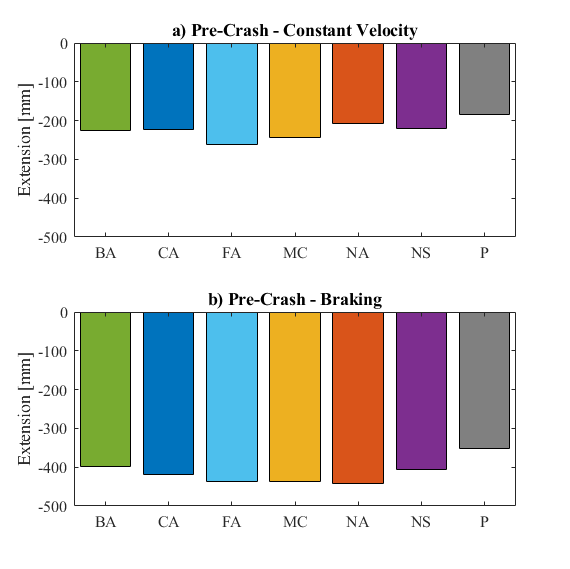 a) Pre-Crash - Constant Velocity
Extension [mm]
0
-100
-200
-300
-400
-500
BA CA FA MC NA NS P
b) Pre-Crash - Braking
Extension [mm]
0
-100
-200
-300
-400
-500
BA CA FA MC NA NS P